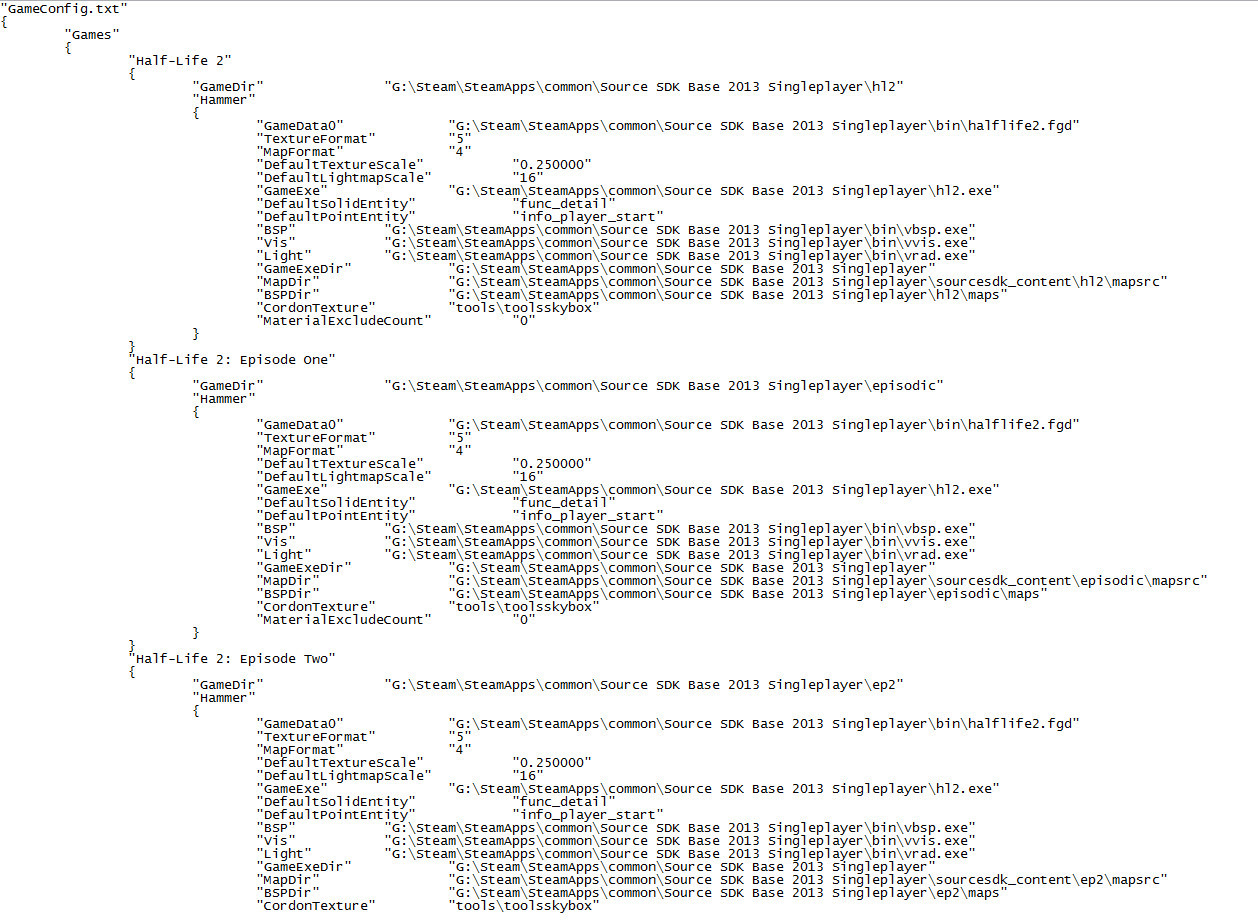 "GameConfig.txt"
{
"Games"
{
"Half-Life 2"
{
"GameDir" "G:\Steam\SteamApps\common\Source SDK Base 2013 Singleplayer\hl2"
"Hammer"
{
"GameData0" "G:\Steam\SteamApps\common\Source SDK Base 2013 Singleplayer\bin\halflife2.fgd"
"TextureFormat" "5"
"MapFormat" "4"
"DefaultTextureScale" "0.250000"
"DefaultLightmapScale" "16"
"GameExe" "G:\Steam\SteamApps\common\Source SDK Base 2013 Singleplayer\hl2.exe"
"DefaultSolidEntity" "func_detail"
"DefaultPointEntity" "info_player_start"
"BSP" "G:\Steam\SteamApps\common\Source SDK Base 2013 Singleplayer\bin\vbsp.exe"
"Vis" "G:\Steam\SteamApps\common\Source SDK Base 2013 Singleplayer\bin\vvis.exe"
"Light" "G:\Steam\SteamApps\common\Source SDK Base 2013 Singleplayer\bin\vrad.exe"
"GameExeDir" "G:\Steam\SteamApps\common\Source SDK Base 2013 Singleplayer"
"MapDir" "G:\Steam\SteamApps\common\Source SDK Base 2013 Singleplayer\sourcesdk_content\hl2\mapsrc"
"BSPDir" "G:\Steam\SteamApps\common\Source SDK Base 2013 Singleplayer\hl2\maps"
"CordonTexture" "tools\toolsskybox"
"MaterialExcludeCount" "0"
}
}
"Half-Life 2: Episode One"
{
"GameDir" "G:\Steam\SteamApps\common\Source SDK Base 2013 Singleplayer\episodic"
"Hammer"
{
"GameData0" "G:\Steam\SteamApps\common\Source SDK Base 2013 Singleplayer\bin\halflife2.fgd"
"TextureFormat" "5"
"MapFormat" "4"
"DefaultTextureScale" "0.250000"
"DefaultLightmapScale" "16"
"GameExe" "G:\Steam\SteamApps\common\Source SDK Base 2013 Singleplayer\hl2.exe"
"DefaultSolidEntity" "func_detail"
"DefaultPointEntity" "info_player_start"
"BSP" "G:\Steam\SteamApps\common\Source SDK Base 2013 Singleplayer\bin\vbsp.exe"
"Vis" "G:\Steam\SteamApps\common\Source SDK Base 2013 Singleplayer\bin\vvis.exe"
"Light" "G:\Steam\SteamApps\common\Source SDK Base 2013 Singleplayer\bin\vrad.exe"
"GameExeDir" "G:\Steam\SteamApps\common\Source SDK Base 2013 Singleplayer"
"MapDir" "G:\Steam\SteamApps\common\Source SDK Base 2013 Singleplayer\sourcesdk_content\episodic\mapsrc"
"BSPDir" "G:\Steam\SteamApps\common\Source SDK Base 2013 Singleplayer\episodic\maps"
"CordonTexture" "tools\toolsskybox"
"MaterialExcludeCount" "0"
}
}
"Half-Life 2: Episode Two"
{
"GameDir" "G:\Steam\SteamApps\common\Source SDK Base 2013 Singleplayer\ep2"
"Hammer"
{
"GameData0" "G:\Steam\SteamApps\common\Source SDK Base 2013 Singleplayer\bin\halflife2.fgd"
"TextureFormat" "5"
"MapFormat" "4"
"DefaultTextureScale" "0.250000"
"DefaultLightmapScale" "16"
"GameExe" "G:\Steam\SteamApps\common\Source SDK Base 2013 Singleplayer\hl2.exe"
"DefaultSolidEntity" "func_detail"
"DefaultPointEntity" "info_player_start"
"BSP" "G:\Steam\SteamApps\common\Source SDK Base 2013 Singleplayer\bin\vbsp.exe"
"Vis" "G:\Steam\SteamApps\common\Source SDK Base 2013 Singleplayer\bin\vvis.exe"
"Light" "G:\Steam\SteamApps\common\Source SDK Base 2013 Singleplayer\bin\vrad.exe"
"GameExeDir" "G:\Steam\SteamApps\common\Source SDK Base 2013 Singleplayer"
"MapDir" "G:\Steam\SteamApps\common\Source SDK Base 2013 Singleplayer\sourcesdk_content\ep2\mapsrc"
"BSPDir" "G:\Steam\SteamApps\common\Source SDK Base 2013 Singleplayer\ep2\maps"
"CordonTexture" "tools\toolsskybox"